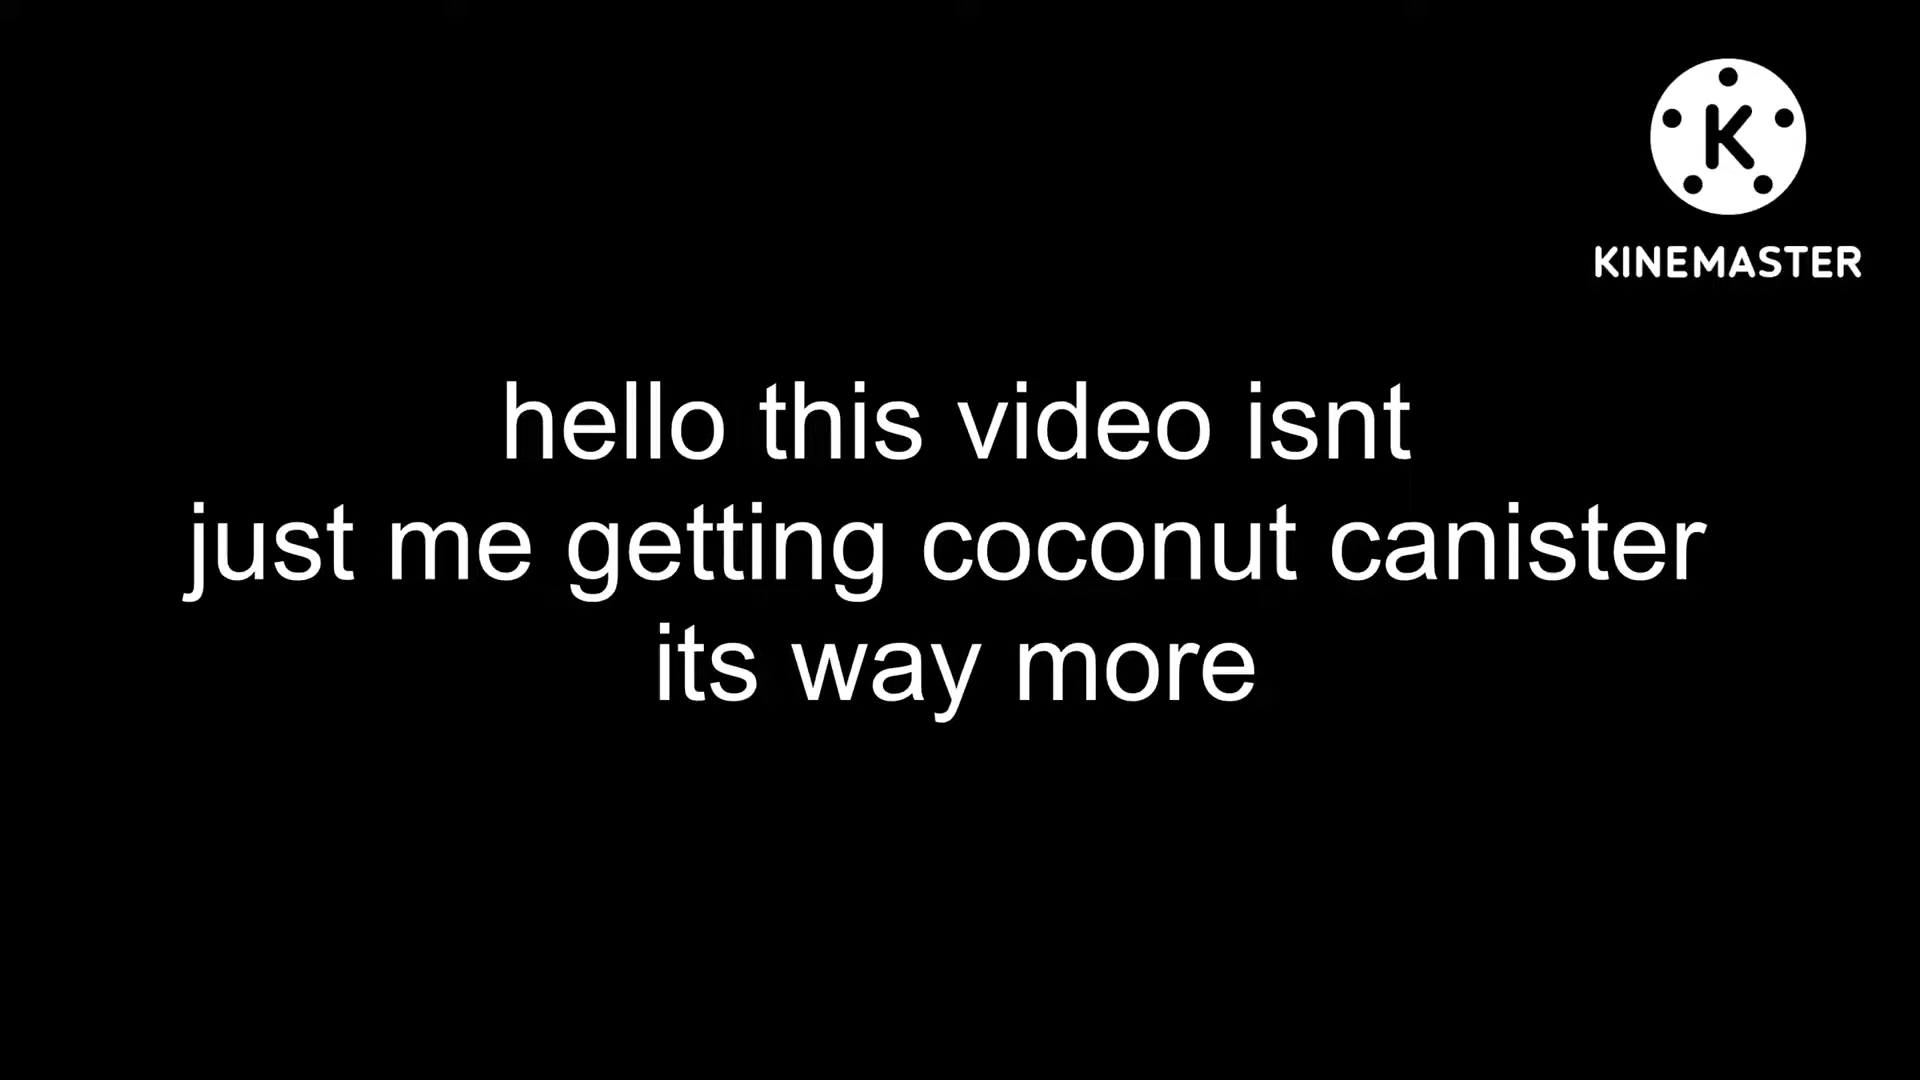 K
KINEMASTER
hello this video isnt
just me getting coconut canister
its way more